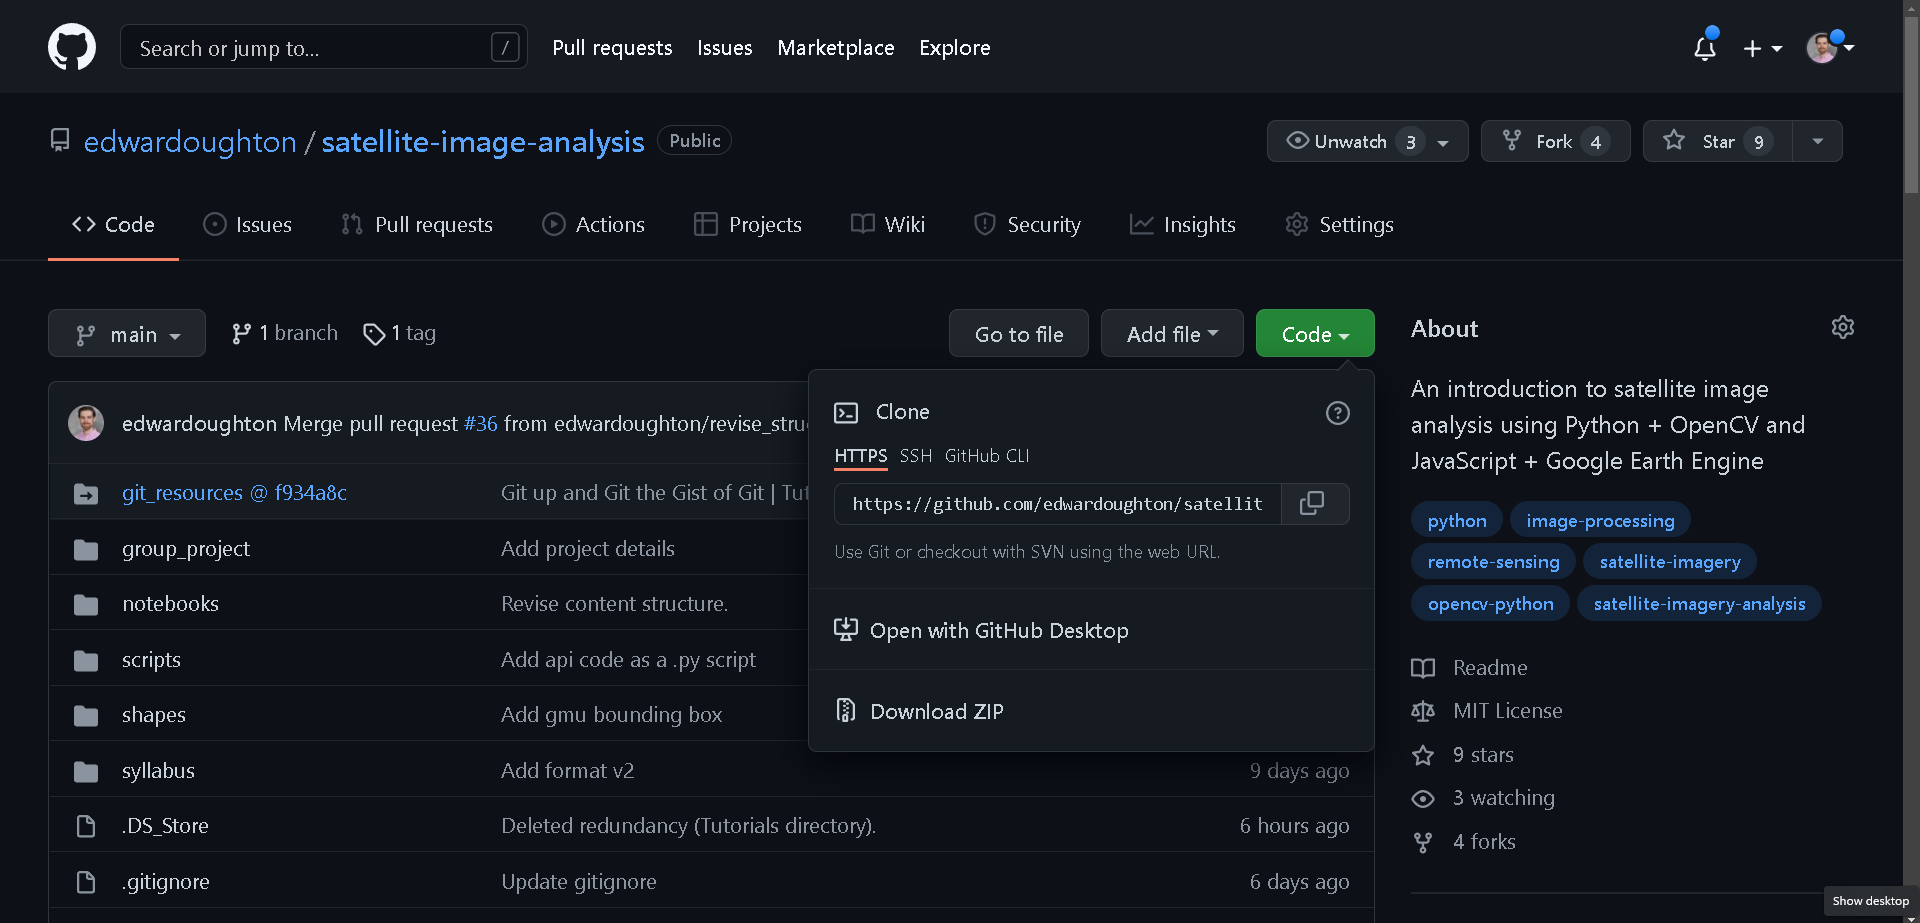 Search or jump to... /
Pull requests Issues Marketplace Explore
edwardoughton / satellite-image-analysis Public
Unwatch 3 Fork 4 Star 9
Code Issues Pull requests Actions Projects Wiki Security Insights Settings
main 1 branch 1 tag
Go to file Add file Code
edwardoughton Merge pull request #36 from edwardoughton/revise_stru
git_resources @ f934a8c Git up and Git the Gist of Git | Tut
group_project Add project details
notebooks Revise content structure.
scripts Add api code as a .py script
shapes Add gmu bounding box
syllabus Add format v2 9 days ago
.DS_Store Deleted redundancy (Tutorials directory). 6 hours ago
.gitignore Update gitignore 6 days ago
Clone
HTTPS SSH GitHub CLI
https://github.com/edwardoughton/satellit
Use Git or checkout with SVN using the web URL.
Open with GitHub Desktop
Download ZIP
About
An introduction to satellite image
analysis using Python + OpenCV and
JavaScript + Google Earth Engine
python image-processing
remote-sensing satellite-imagery
opencv-python satellite-imagery-analysis
Readme
MIT License
9 stars
3 watching
4 forks
Show desktop